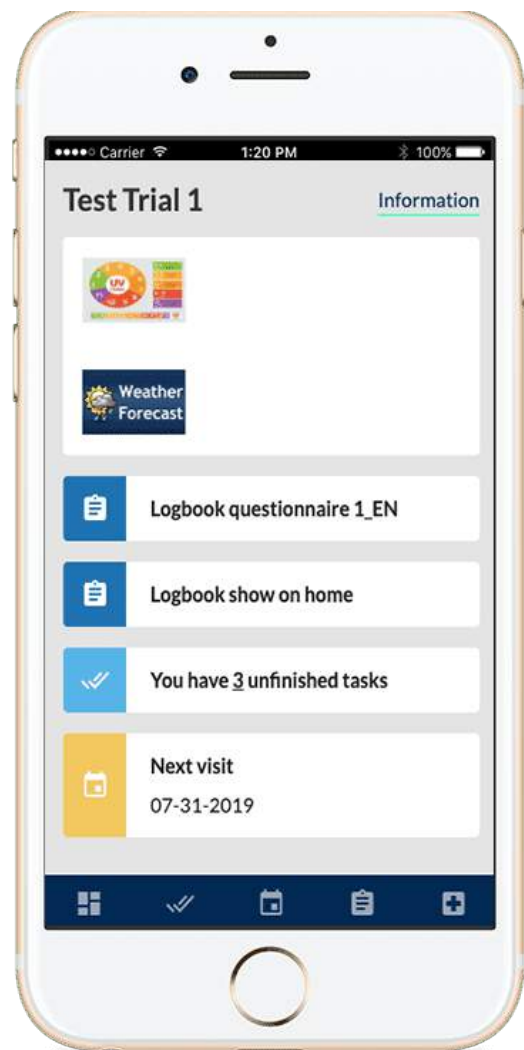 Carrier 1:20 PM 100%
Test Trial 1
Information
UV
Weather
Forecast
Logbook questionnaire 1_EN
Logbook show on home
You have 3 unfinished tasks
Next visit
07-31-2019